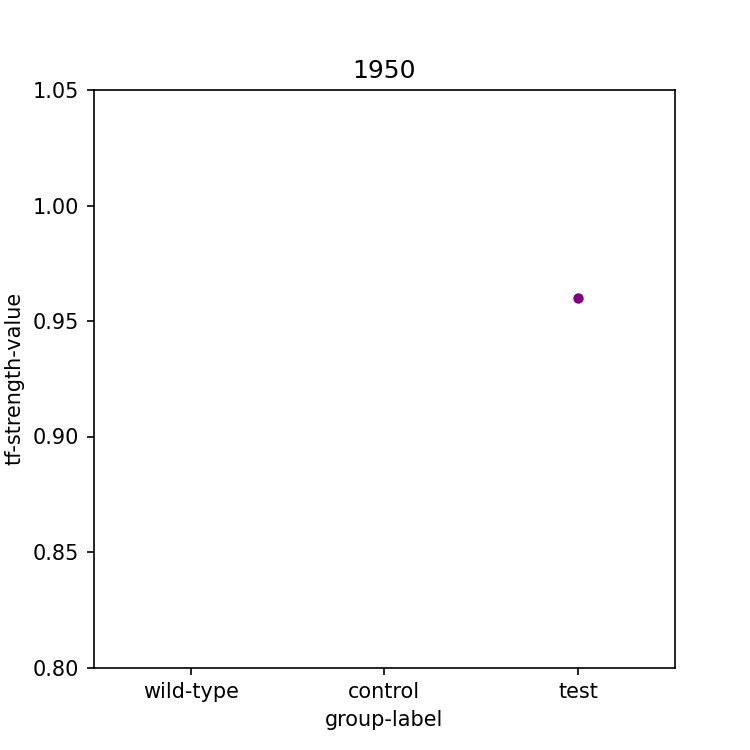 1950
1.05
1.00
0.95
0.90
0.85
0.80
tf-strength-value
wild-type
control
test
group-label